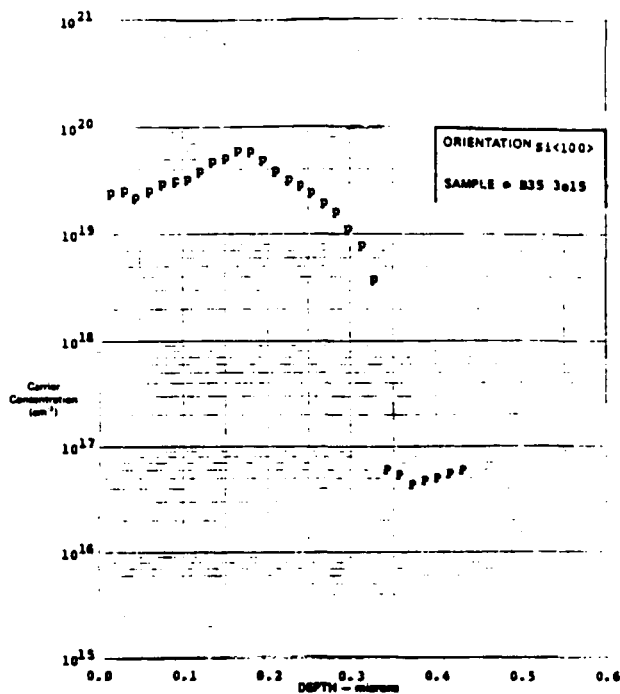 10²¹
10²⁰
10¹⁹
10¹⁸
10¹⁷
10¹⁶
10¹⁵
Carrier
Concentration
(cm⁻³)
ORIENTATION Si<100>
SAMPLE # B35 3e15
P P P P P P P P P P P P P P P P P P P P P P
P P P P P P P
0.0 0.1 0.2 0.3 0.4 0.5 0.6
DEPTH — microns